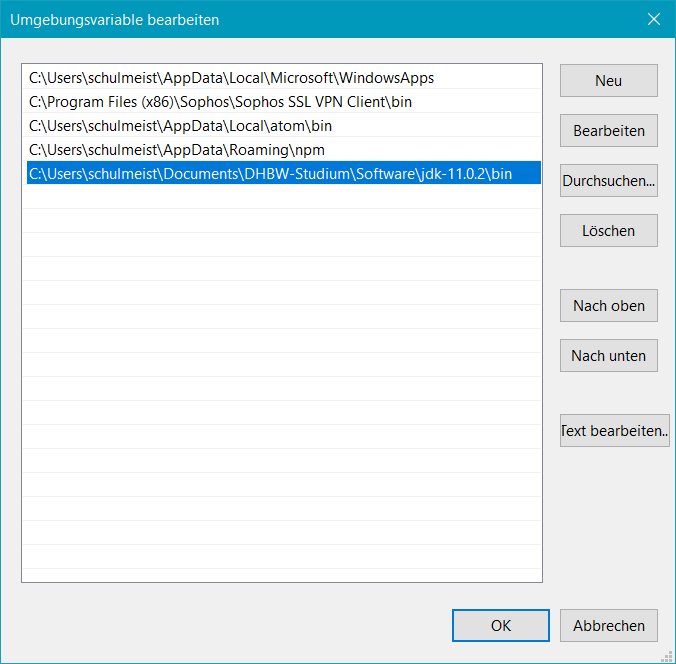 Umgebungsvariable bearbeiten
C:\Users\schulmeist\AppData\Local\Microsoft\WindowsApps
C:\Program Files (x86)\Sophos\Sophos SSL VPN Client\bin
C:\Users\schulmeist\AppData\Local\atom\bin
C:\Users\schulmeist\AppData\Roaming\npm
C:\Users\schulmeist\Documents\DHBW-Studium\Software\jdk-11.0.2\bin
Neu
Bearbeiten
Durchsuchen...
Löschen
Nach oben
Nach unten
Text bearbeiten..
OK
Abbrechen